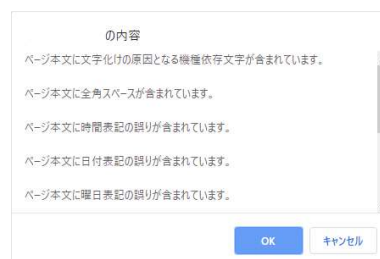 の内容
ページ本文に文字化けの原因となる機種依存文字が含まれています。
ページ本文に全角スペースが含まれています。
ページ本文に時間表記の誤りが含まれています。
ページ本文に日付表記の誤りが含まれています。
ページ本文に曜日表記の誤りが含まれています。
OK
キャンセル